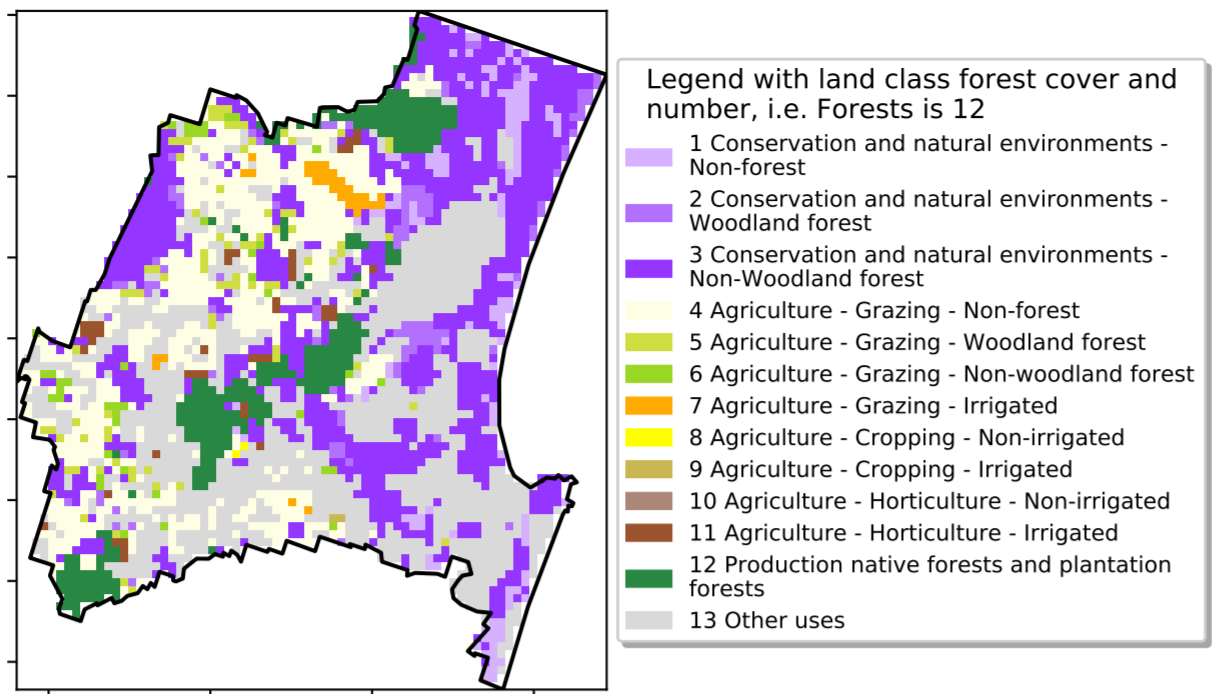 Legend with land class forest cover and
number, i.e. Forests is 12
1 Conservation and natural environments -
Non-forest
2 Conservation and natural environments -
Woodland forest
3 Conservation and natural environments -
Non-Woodland forest
4 Agriculture - Grazing - Non-forest
5 Agriculture - Grazing - Woodland forest
6 Agriculture - Grazing - Non-woodland forest
7 Agriculture - Grazing - Irrigated
8 Agriculture - Cropping - Non-irrigated
9 Agriculture - Cropping - Irrigated
10 Agriculture - Horticulture - Non-irrigated
11 Agriculture - Horticulture - Irrigated
12 Production native forests and plantation
forests
13 Other uses